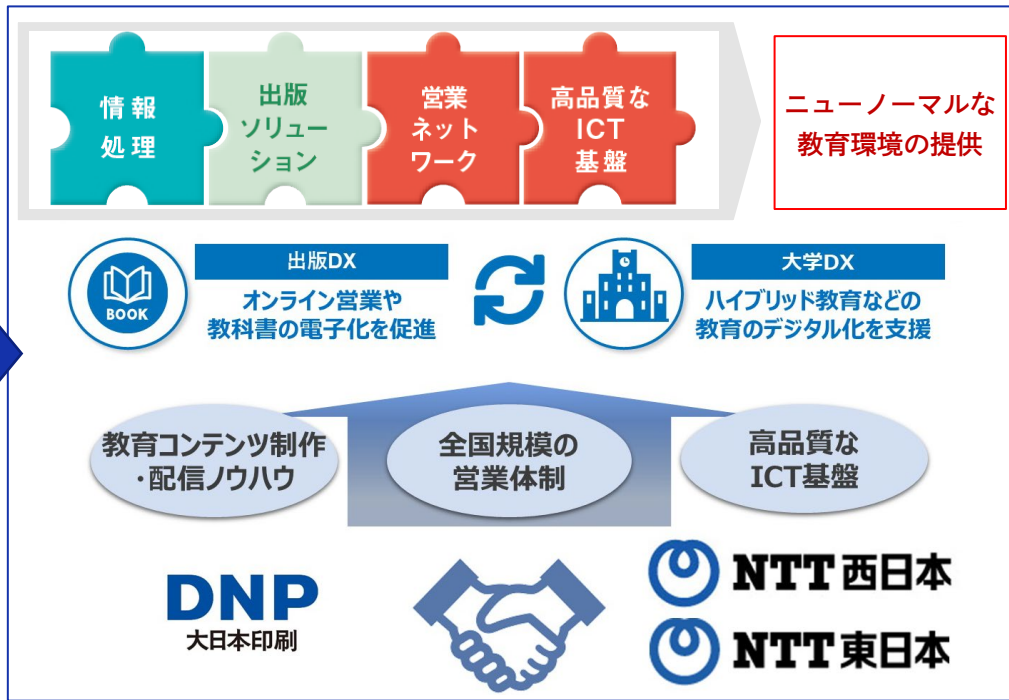 情報
処理
出版
ソリュー
ション
営業
ネット
ワーク
高品質な
ICT
基盤
ニューノーマルな
教育環境の提供
BOOK
出版DX
オンライン営業や
教科書の電子化を促進
大学DX
ハイブリッド教育などの
教育のデジタル化を支援
教育コンテンツ制作
・配信ノウハウ
全国規模の
営業体制
高品質な
ICT基盤
DNP
大日本印刷
NTT西日本
NTT東日本